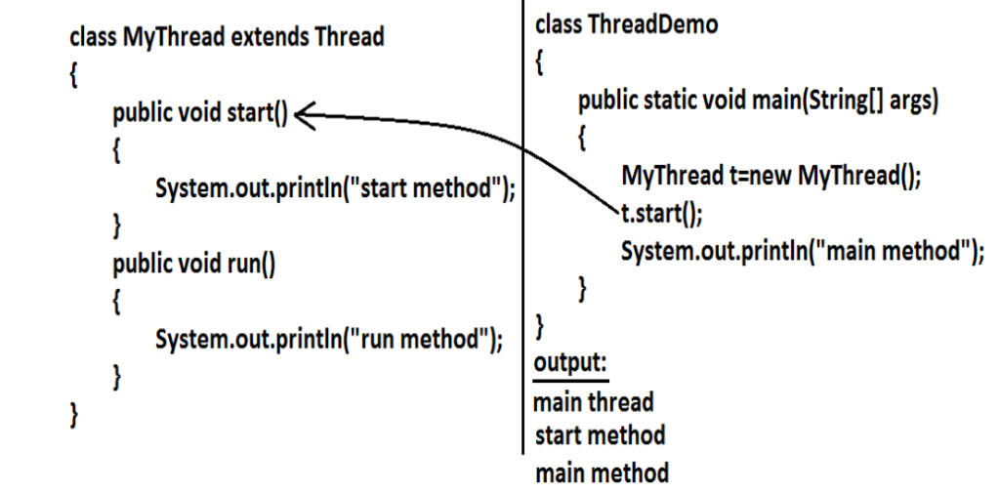 class MyThread extends Thread
{
public void start()
{
System.out.println("start method");
}
public void run()
{
System.out.println("run method");
}
}
class ThreadDemo
{
public static void main(String[] args)
{
MyThread t=new MyThread();
t.start();
System.out.println("main method");
}
}
output:
main thread
start method
main method